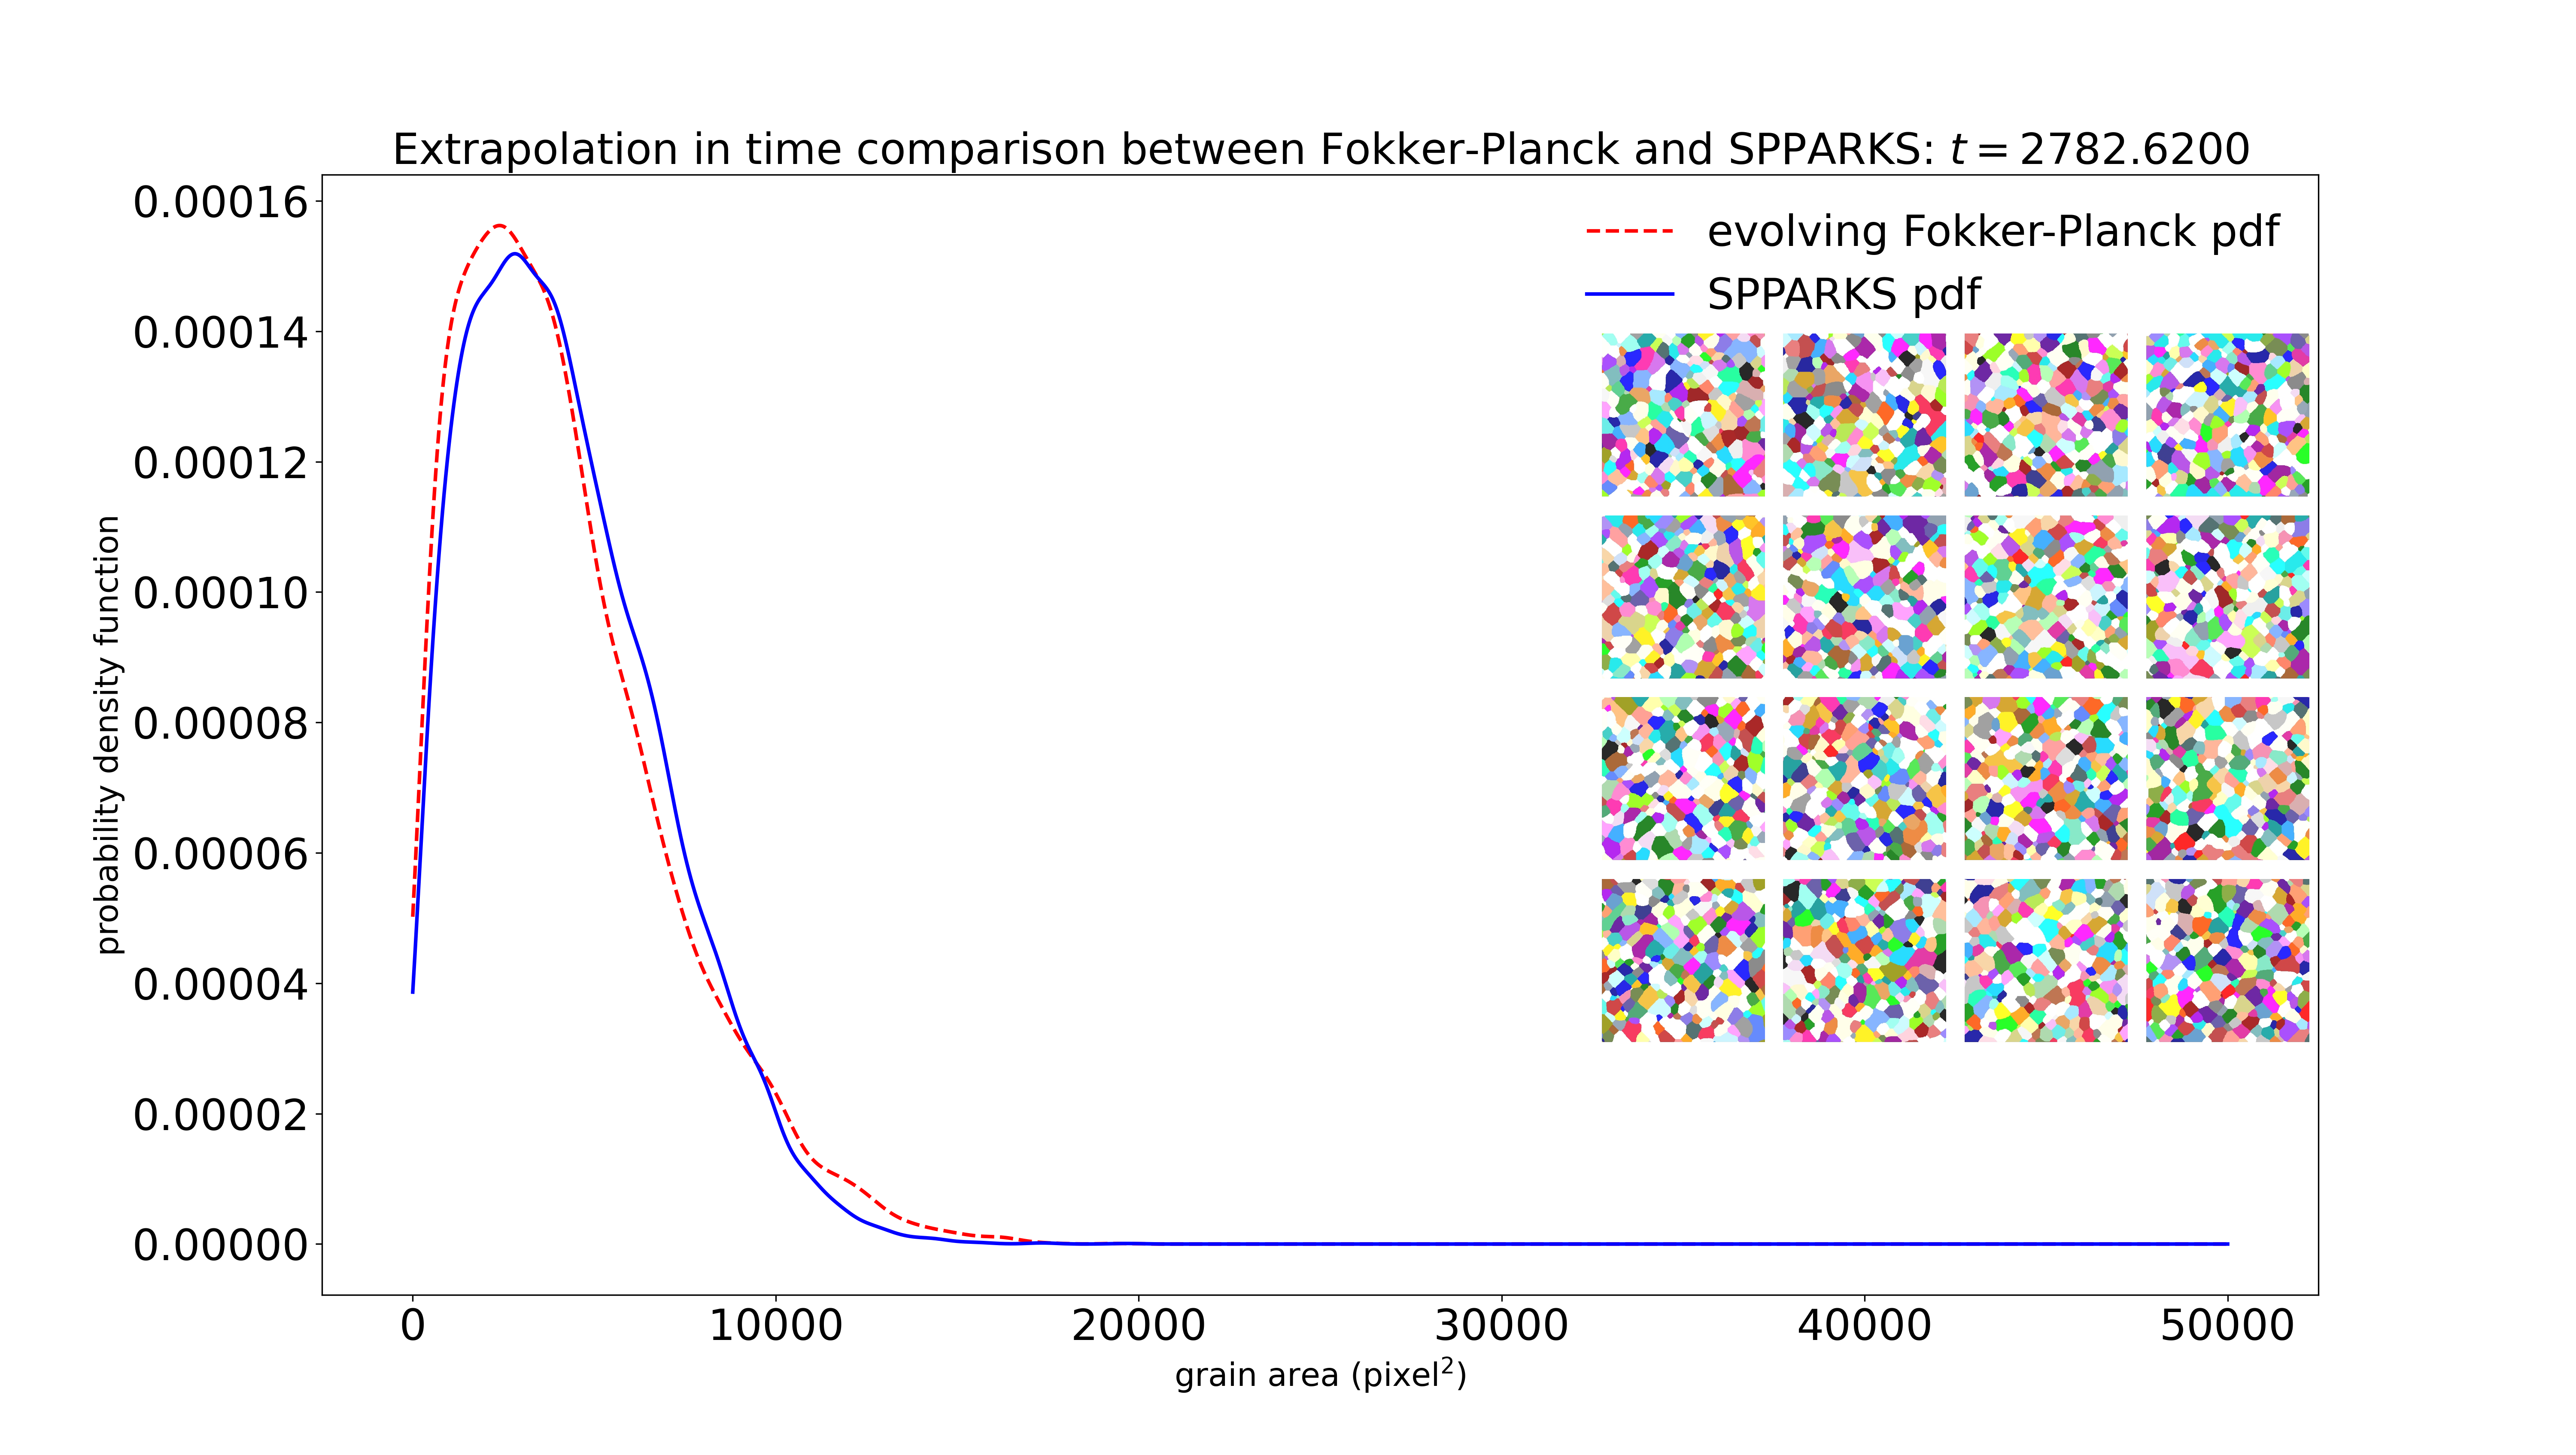 Extrapolation in time comparison between Fokker-Planck and SPPARKS: t = 2782.6200
evolving Fokker-Planck pdf
SPPARKS pdf
probability density function
0.00016
0.00014
0.00012
0.00010
0.00008
0.00006
0.00004
0.00002
0.00000
0 10000 20000 30000 40000 50000
grain area (pixel²)